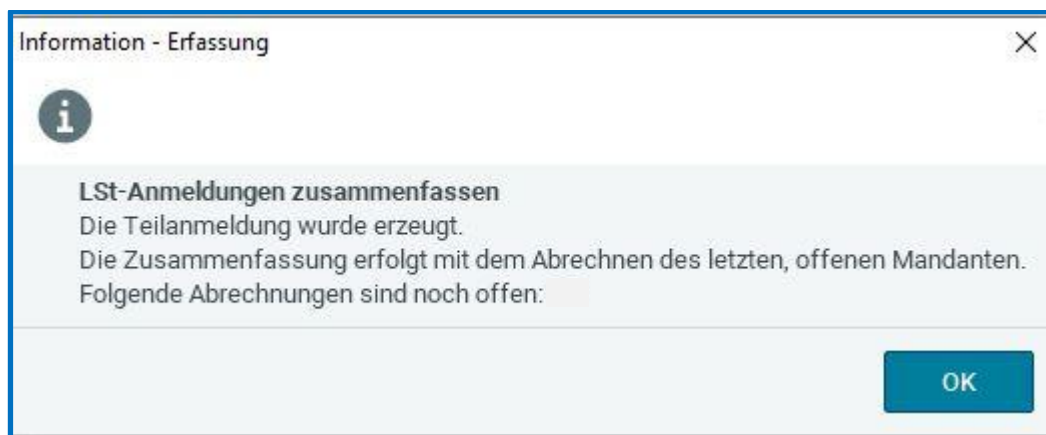 Information - Erfassung
LSt-Anmeldungen zusammenfassen
Die Teilanmeldung wurde erzeugt.
Die Zusammenfassung erfolgt mit dem Abrechnen des letzten, offenen Mandanten.
Folgende Abrechnungen sind noch offen:
OK